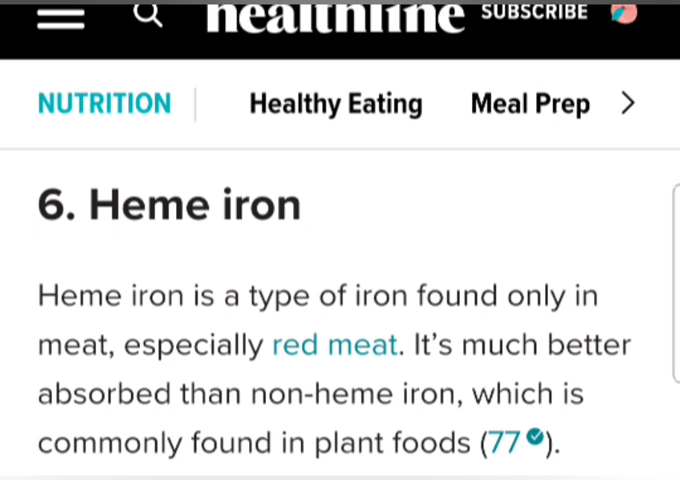 healthline SUBSCRIBE
NUTRITION Healthy Eating Meal Prep
6. Heme iron
Heme iron is a type of iron found only in
meat, especially red meat. It's much better
absorbed than non-heme iron, which is
commonly found in plant foods (77).